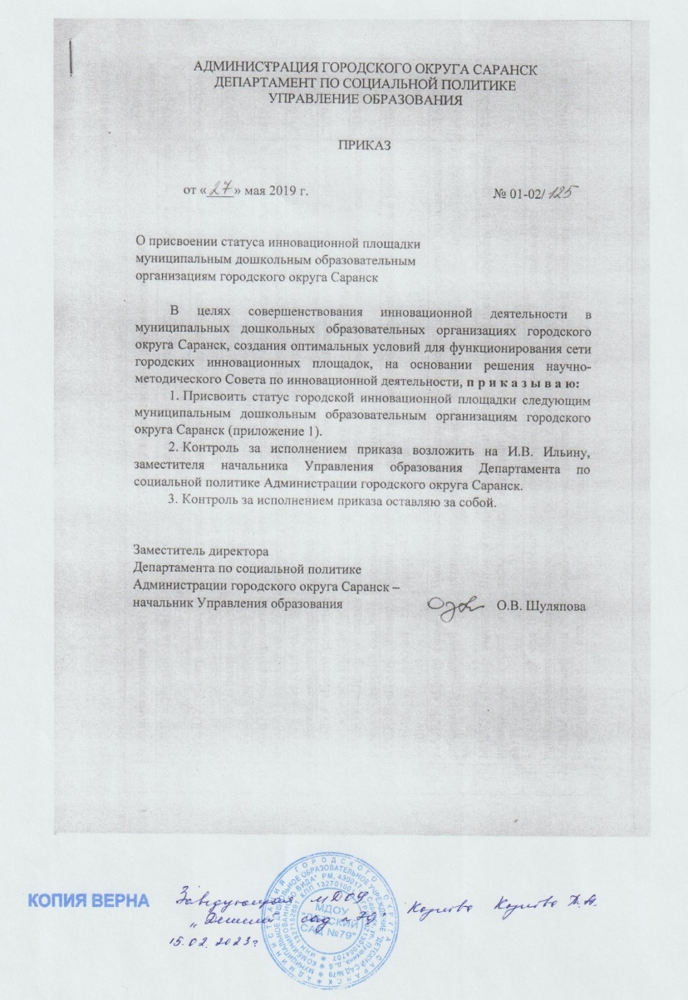 АДМИНИСТРАЦИЯ ГОРОДСКОГО ОКРУГА САРАНСК
ДЕПАРТАМЕНТ ПО СОЦИАЛЬНОЙ ПОЛИТИКЕ
УПРАВЛЕНИЕ ОБРАЗОВАНИЯ
ПРИКАЗ
от «27» мая 2019 г. № 01-02/125
О присвоении статуса инновационной площадки
муниципальным дошкольным образовательным
организациям городского округа Саранск
В целях совершенствования инновационной деятельности в
муниципальных дошкольных образовательных организациях городского
округа Саранск, создания оптимальных условий для функционирования сети
городских инновационных площадок, на основании решения научно-
методического Совета по инновационной деятельности, п р и к а з ы в а ю:
1. Присвоить статус городской инновационной площадки следующим
муниципальным дошкольным образовательным организациям городского
округа Саранск (приложение 1).
2. Контроль за исполнением приказа возложить на И.В. Ильину,
заместителя начальника Управления образования Департамента по
социальной политике Администрации городского округа Саранск.
3. Контроль за исполнением приказа оставляю за собой.
Заместитель директора
Департамента по социальной политике
Администрации городского округа Саранск –
начальник Управления образования О.В. Шуляпова
КОПИЯ ВЕРНА Заведующая МДОУ
"Детский сад №79"
15.02.2023г
МДОУ
"ДЕТСКИЙ
САД №79"